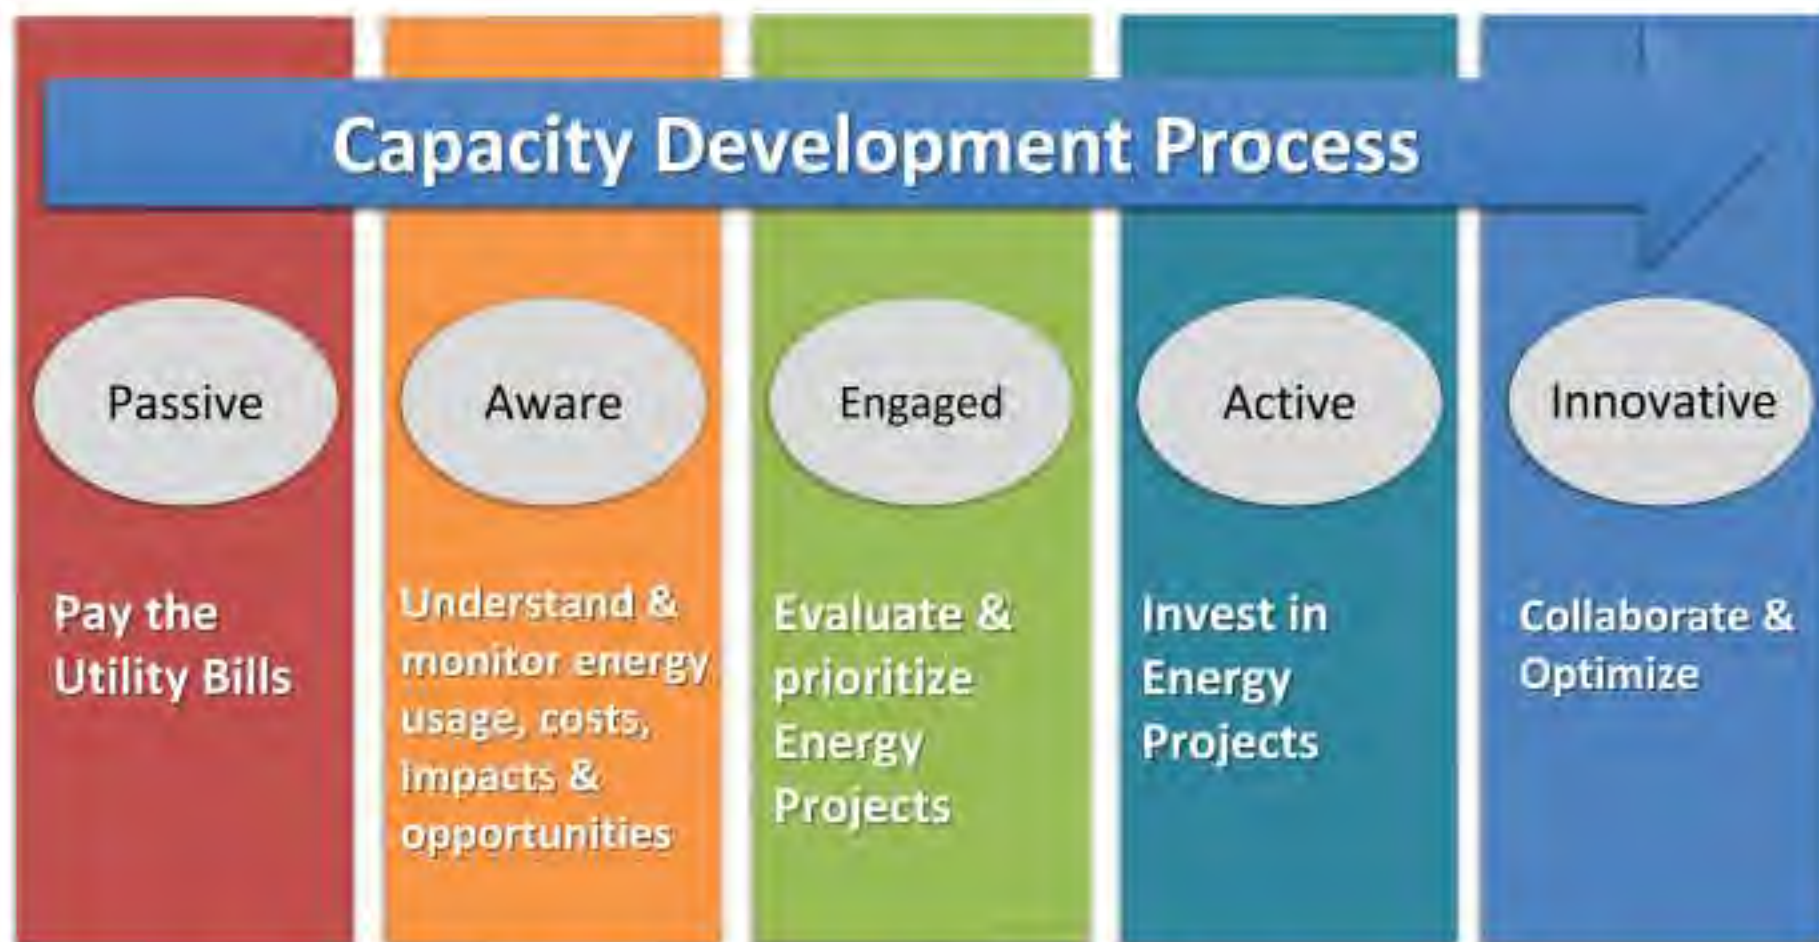 Capacity Development Process
Passive
Pay the
Utility Bills
Aware
Understand &
monitor energy
usage, costs,
impacts &
opportunities
Engaged
Evaluate &
prioritize
Energy
Projects
Active
Invest in
Energy
Projects
Innovative
Collaborate &
Optimize